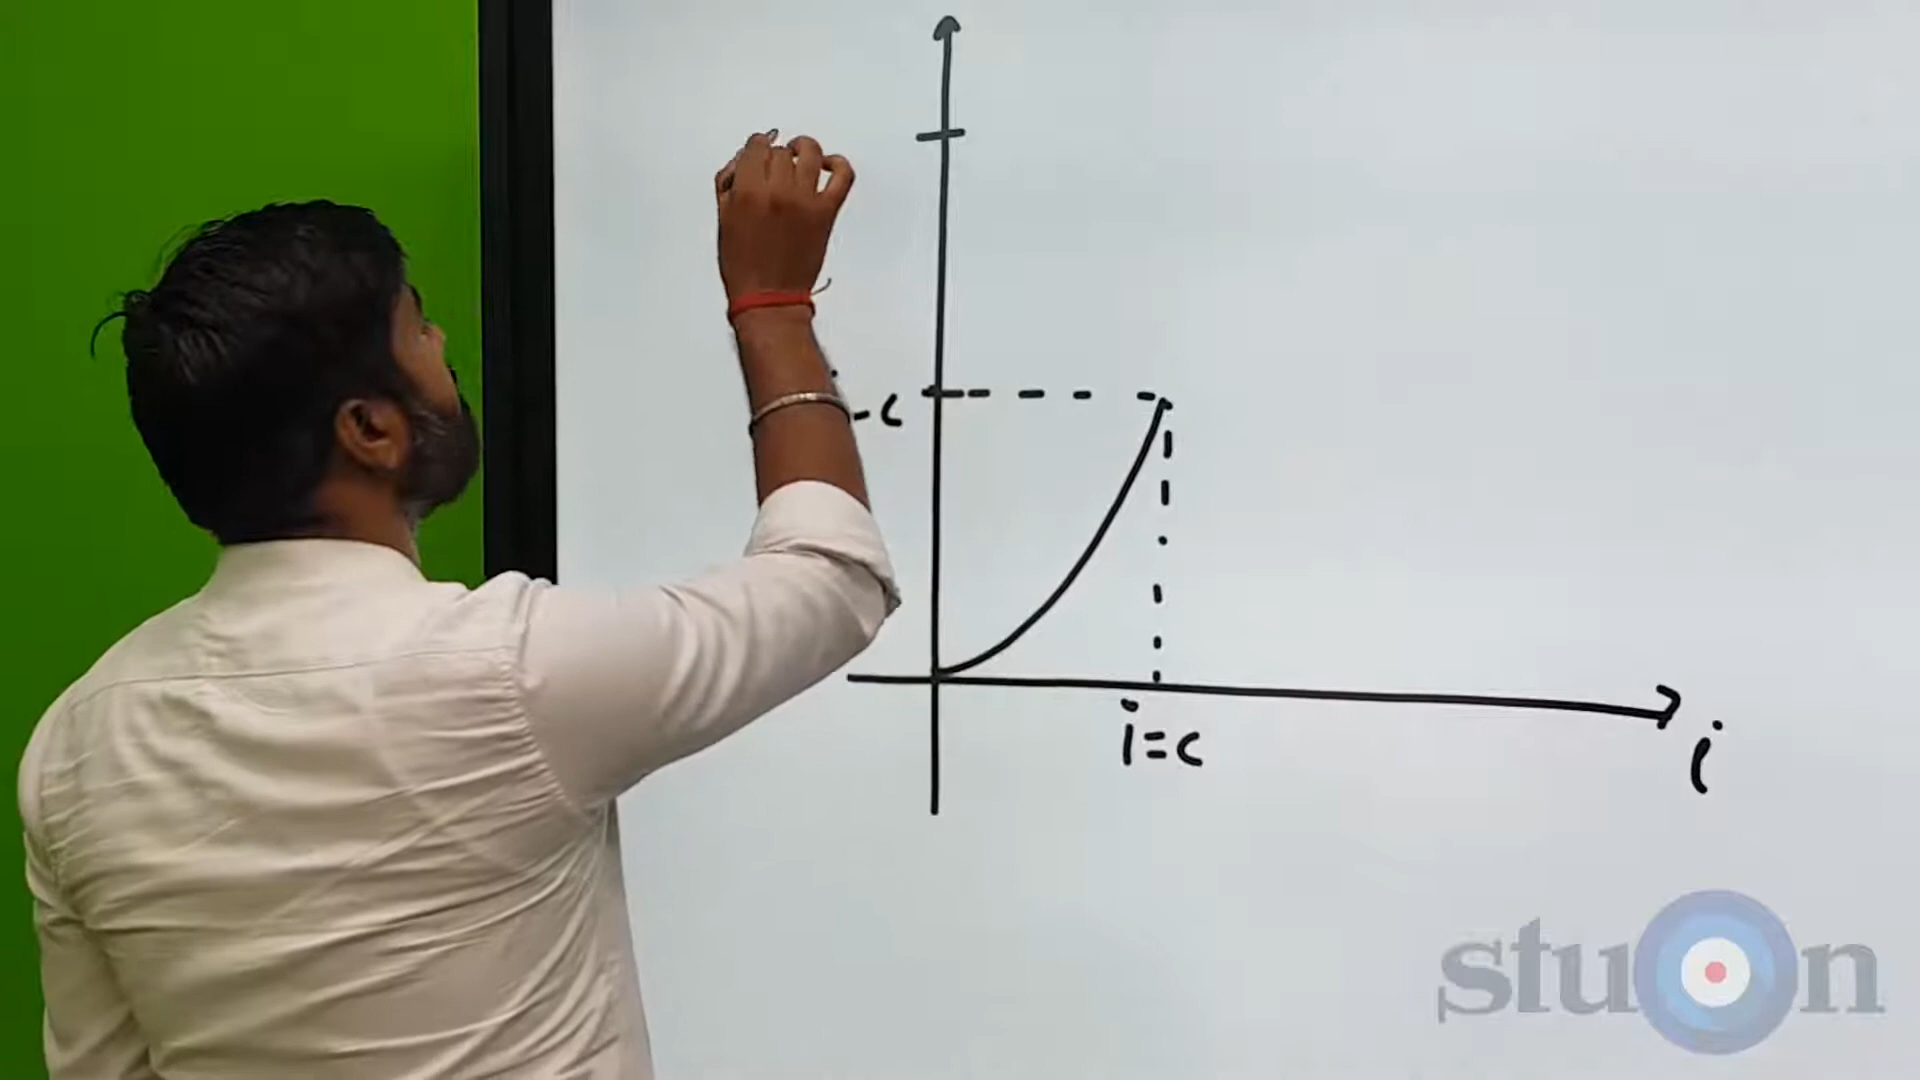 - c
i = c
i
stuon